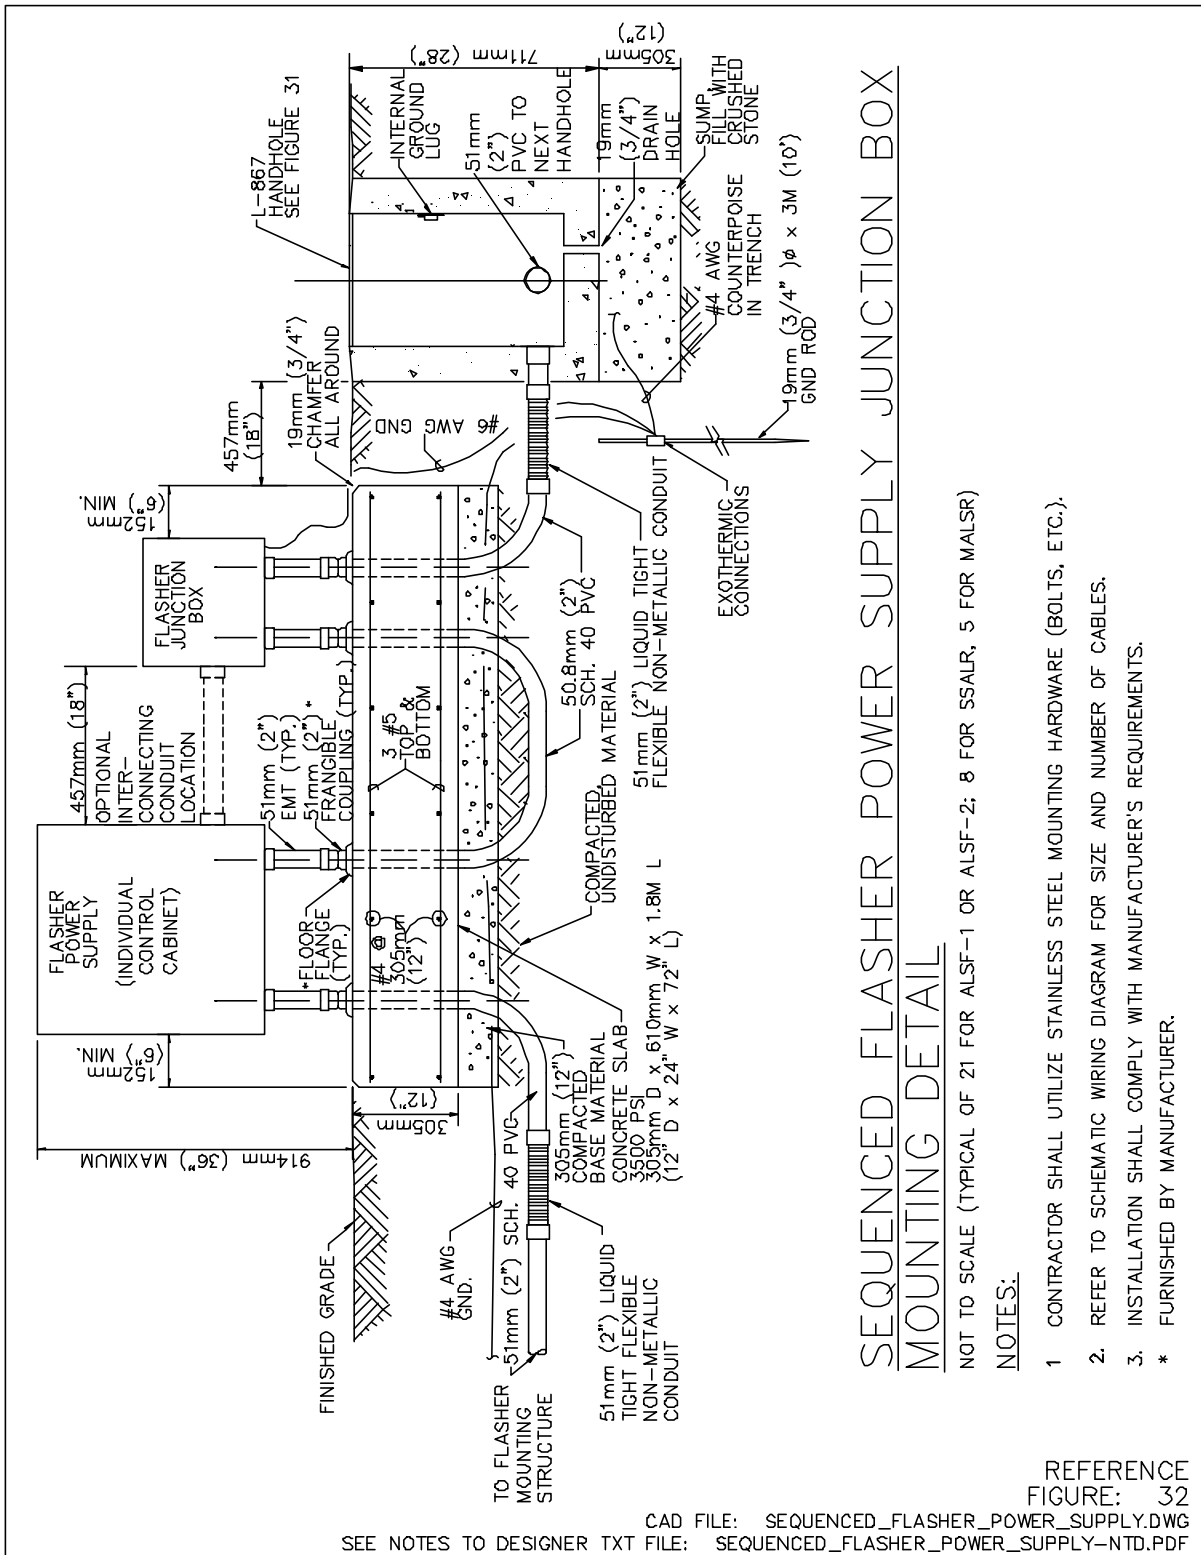 914mm (36") MAXIMUM
152mm
(6") MIN.
FLASHER
POWER
SUPPLY
(INDIVIDUAL
CONTROL
CABINET)
457mm (18")
OPTIONAL
INTER-
CONNECTING
CONDUIT
LOCATION
FLASHER
JUNCTION
BOX
152mm
(6") MIN.
457mm
(18")
19mm (3/4")
CHAMFER
ALL AROUND
L-867
HANDHOLE
SEE FIGURE 31
711mm (28")
305mm
(12")
INTERNAL
GROUND
LUG
51mm
(2")
PVC TO
NEXT
HANDHOLE
19mm
(3/4")
DRAIN
HOLE
SUMP,
FILL WITH
CRUSHED
STONE
#4 AWG
COUNTERPOISE
IN TRENCH
19mm (3/4" )ø x 3M (10')
GND ROD
EXOTHERMIC
CONNECTIONS
#6 AWG GND
51mm (2")
EMT (TYP.)
51mm (2") *
FRANGIBLE
COUPLING (TYP.)
*FLOOR
FLANGE
(TYP.)
3 #5
TOP &
BOTTOM
#4 @
305mm
(12")
305mm
(12")
FINISHED GRADE
#4 AWG
GND.
51mm (2") SCH. 40 PVC
TO FLASHER
MOUNTING
STRUCTURE
51mm (2") LIQUID
TIGHT FLEXIBLE
NON-METALLIC
CONDUIT
305mm (12")
COMPACTED
BASE MATERIAL
CONCRETE SLAB
3500 PSI
305mm D x 610mm W x 1.8M L
(12" D x 24" W x 72" L)
COMPACTED,
UNDISTURBED MATERIAL
50.8mm (2")
SCH. 40 PVC
51mm (2") LIQUID TIGHT
FLEXIBLE NON-METALLIC CONDUIT
SEQUENCED FLASHER POWER SUPPLY JUNCTION BOX
MOUNTING DETAIL
NOT TO SCALE (TYPICAL OF 21 FOR ALSF-1 OR ALSF-2; 8 FOR SSALR, 5 FOR MALSR)
NOTES:
1 CONTRACTOR SHALL UTILIZE STAINLESS STEEL MOUNTING HARDWARE (BOLTS, ETC.).
2. REFER TO SCHEMATIC WIRING DIAGRAM FOR SIZE AND NUMBER OF CABLES.
3. INSTALLATION SHALL COMPLY WITH MANUFACTURER'S REQUIREMENTS.
* FURNISHED BY MANUFACTURER.
REFERENCE
FIGURE: 32
CAD FILE: SEQUENCED_FLASHER_POWER_SUPPLY.DWG
SEE NOTES TO DESIGNER TXT FILE: SEQUENCED_FLASHER_POWER_SUPPLY-NTD.PDF